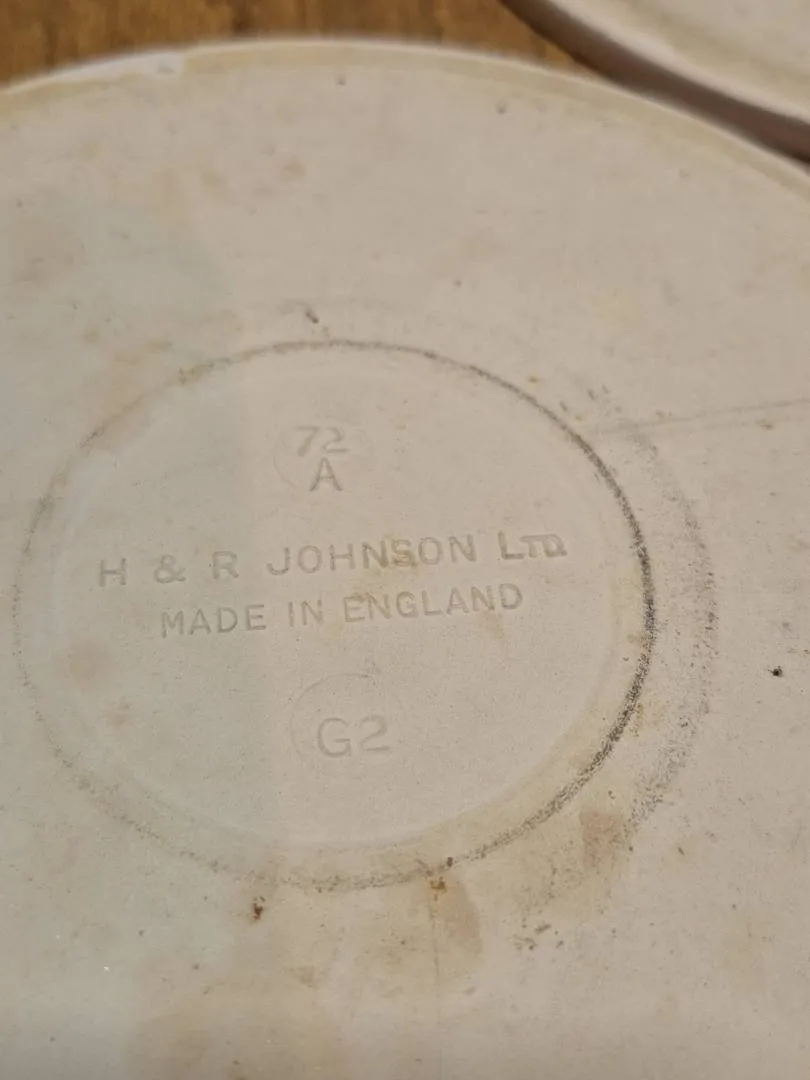 72
A
H & R JOHNSON LTD
MADE IN ENGLAND
G2